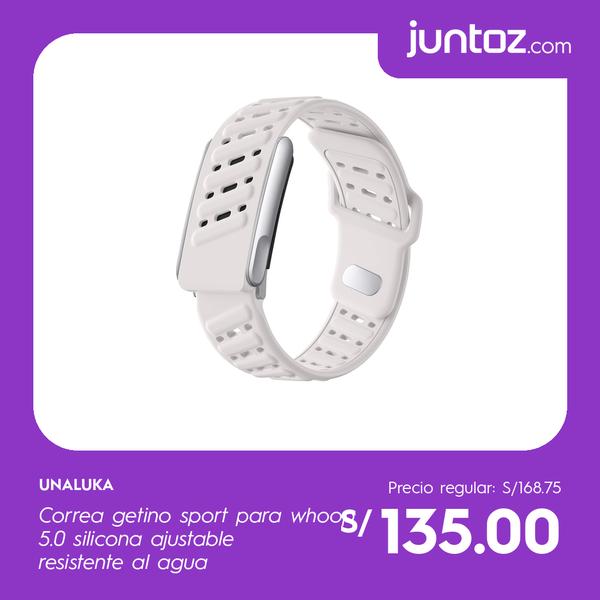 juntoz.com
UNALUKA
Correa getino sport para whoop
5.0 silicona ajustable
resistente al agua
Precio regular: S/168.75
S/ 135.00